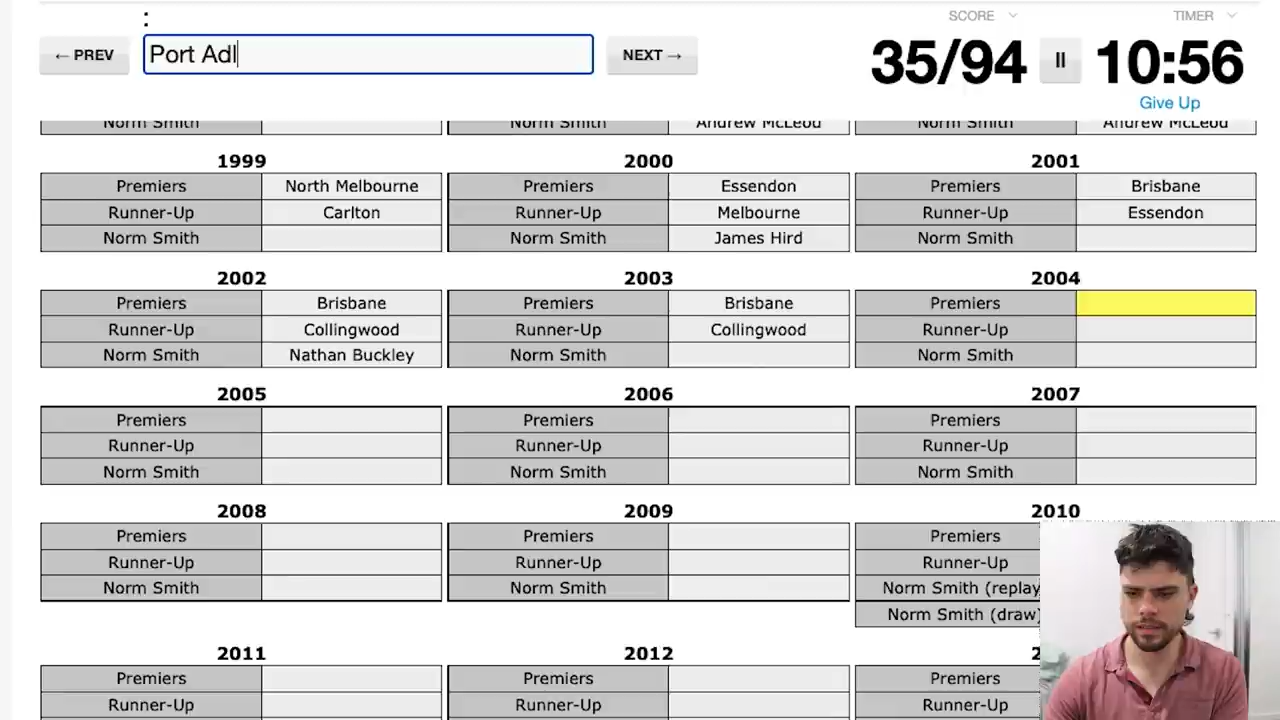 :
SCORE
TIMER
← PREV
Port Adl
NEXT →
35/94
10:56
Give Up
Norm Smith
Norm Smith Andrew McLeod
Norm Smith Andrew McLeod
1999 2000 2001
Premiers North Melbourne Premiers Essendon Premiers Brisbane
Runner-Up Carlton Runner-Up Melbourne Runner-Up Essendon
Norm Smith Norm Smith James Hird Norm Smith
2002 2003 2004
Premiers Brisbane Premiers Brisbane Premiers
Runner-Up Collingwood Runner-Up Collingwood Runner-Up
Norm Smith Nathan Buckley Norm Smith Norm Smith
2005 2006 2007
Premiers Premiers Premiers
Runner-Up Runner-Up Runner-Up
Norm Smith Norm Smith Norm Smith
2008 2009 2010
Premiers Premiers Premiers
Runner-Up Runner-Up Runner-Up
Norm Smith Norm Smith Norm Smith (replay)
Norm Smith (draw)
2011 2012
Premiers Premiers Premiers
Runner-Up Runner-Up Runner-Up